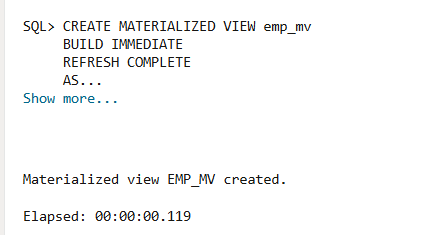 SQL> CREATE MATERIALIZED VIEW emp_mv
BUILD IMMEDIATE
REFRESH COMPLETE
AS...
Show more...
Materialized view EMP_MV created.
Elapsed: 00:00:00.119